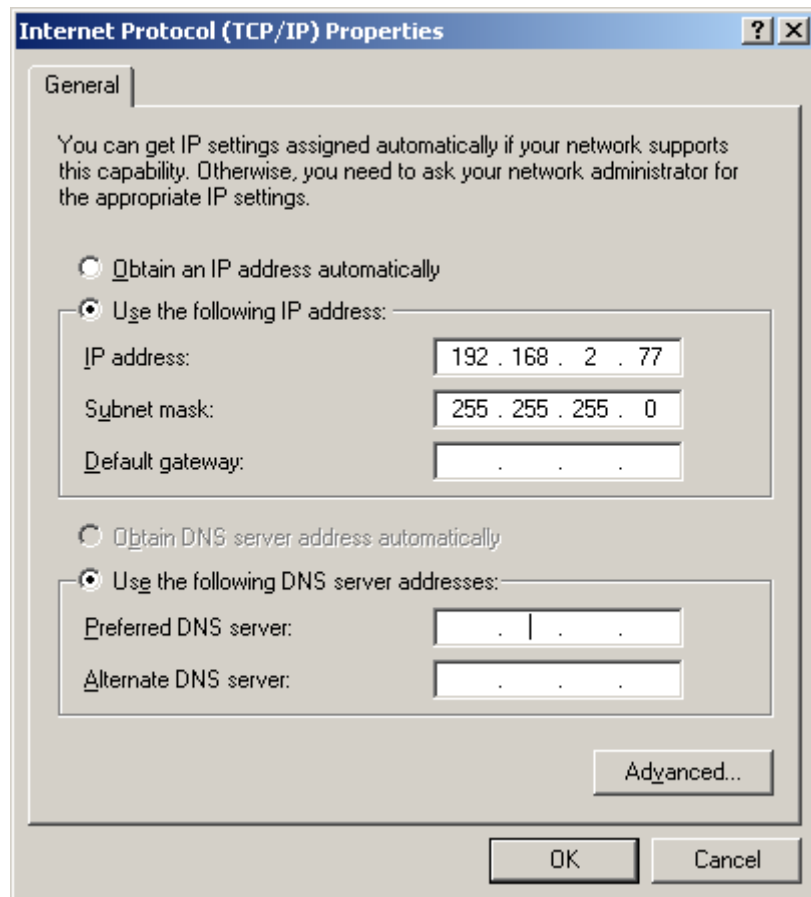 Internet Protocol (TCP/IP) Properties
General
You can get IP settings assigned automatically if your network supports
this capability. Otherwise, you need to ask your network administrator for
the appropriate IP settings.
Obtain an IP address automatically
Use the following IP address:
IP address: 192 . 168 . 2 . 77
Subnet mask: 255 . 255 . 255 . 0
Default gateway: . . .
Obtain DNS server address automatically
Use the following DNS server addresses:
Preferred DNS server: . . .
Alternate DNS server: . . .
Advanced...
OK Cancel